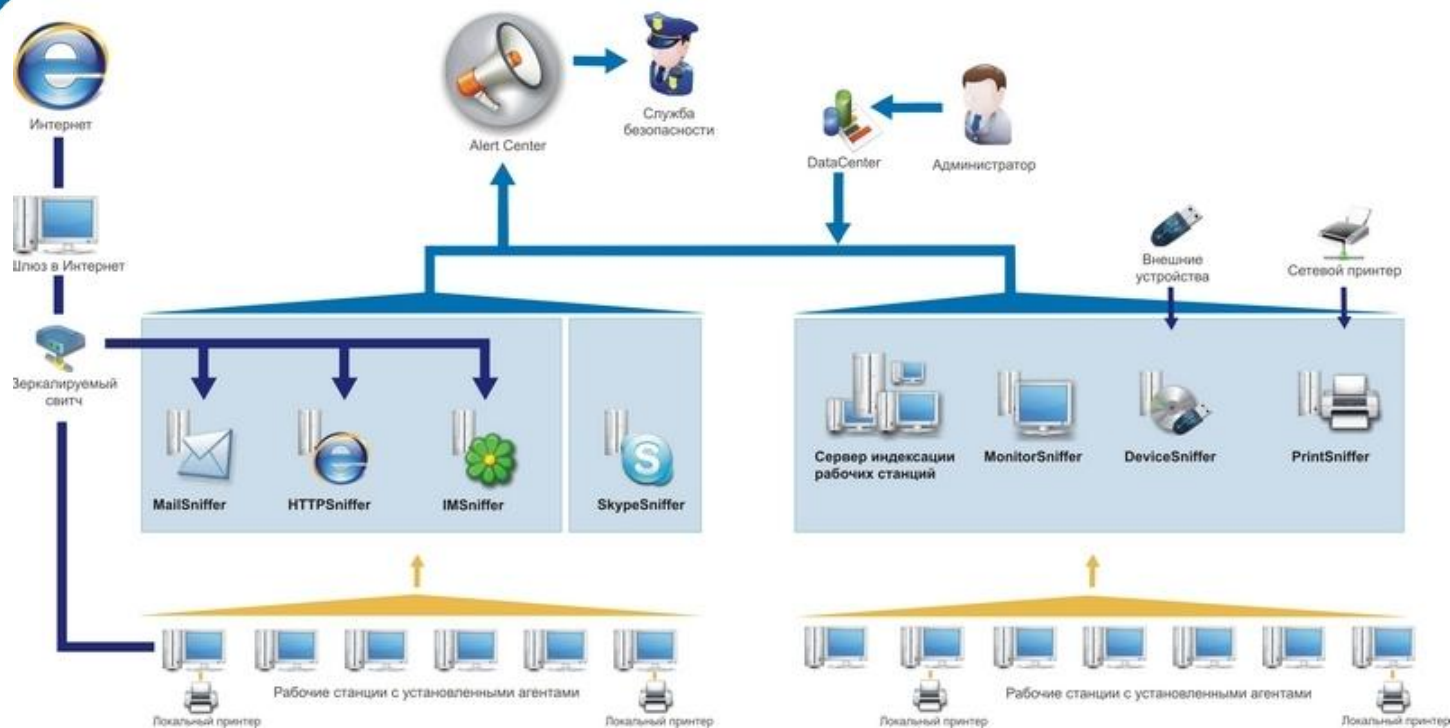 Интернет
Alert Center
Служба
безопасности
DataCenter
Администратор
Шлюз в Интернет
Внешние
устройства
Сетевой принтер
Зеркалируемый
свитч
MailSniffer
HTTPSniffer
IMSniffer
SkypeSniffer
Сервер индексации
рабочих станций
MonitorSniffer
DeviceSniffer
PrintSniffer
Рабочие станции с установленными агентами
Локальный принтер
Локальный принтер
Рабочие станции с установленными агентами
Локальный принтер
Локальный принтер